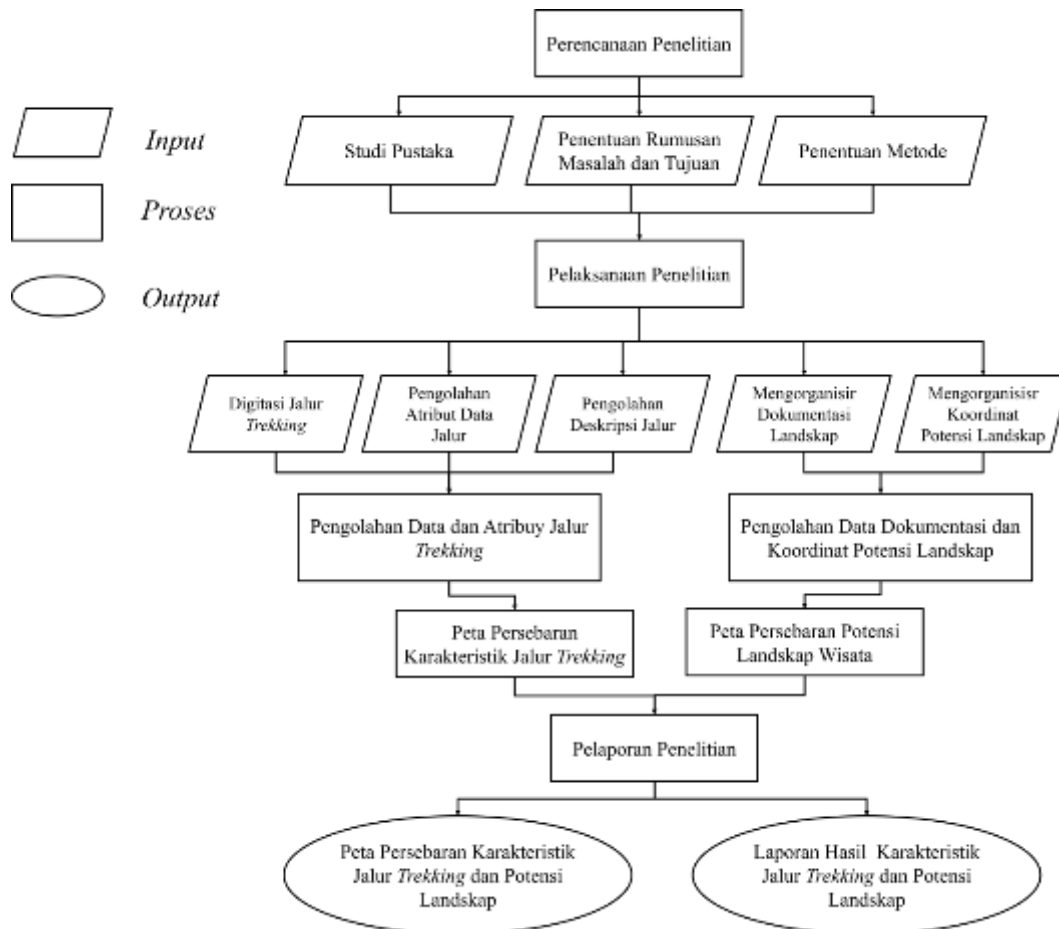 Perencanaan Penelitian
Input
Studi Pustaka
Penentuan Rumusan
Masalah dan Tujuan
Penentuan Metode
Proses
Pelaksanaan Penelitian
Output
Digitasi Jalur
Trekking
Pengolahan
Atribut Data
Jalur
Pengolahan
Deskripsi Jalur
Mengorganisir
Dokumentasi
Landskap
Mengorganisisr
Koordinat
Potensi Landskap
Pengolahan Data dan Atribuy Jalur
Trekking
Pengolahan Data Dokumentasi dan
Koordinat Potensi Landskap
Peta Persebaran
Karakteristik Jalur Trekking
Peta Persebaran Potensi
Landskap Wisata
Pelaporan Penelitian
Peta Persebaran Karakteristik
Jalur Trekking dan Potensi
Landskap
Laporan Hasil Karakteristik
Jalur Trekking dan Potensi
Landskap